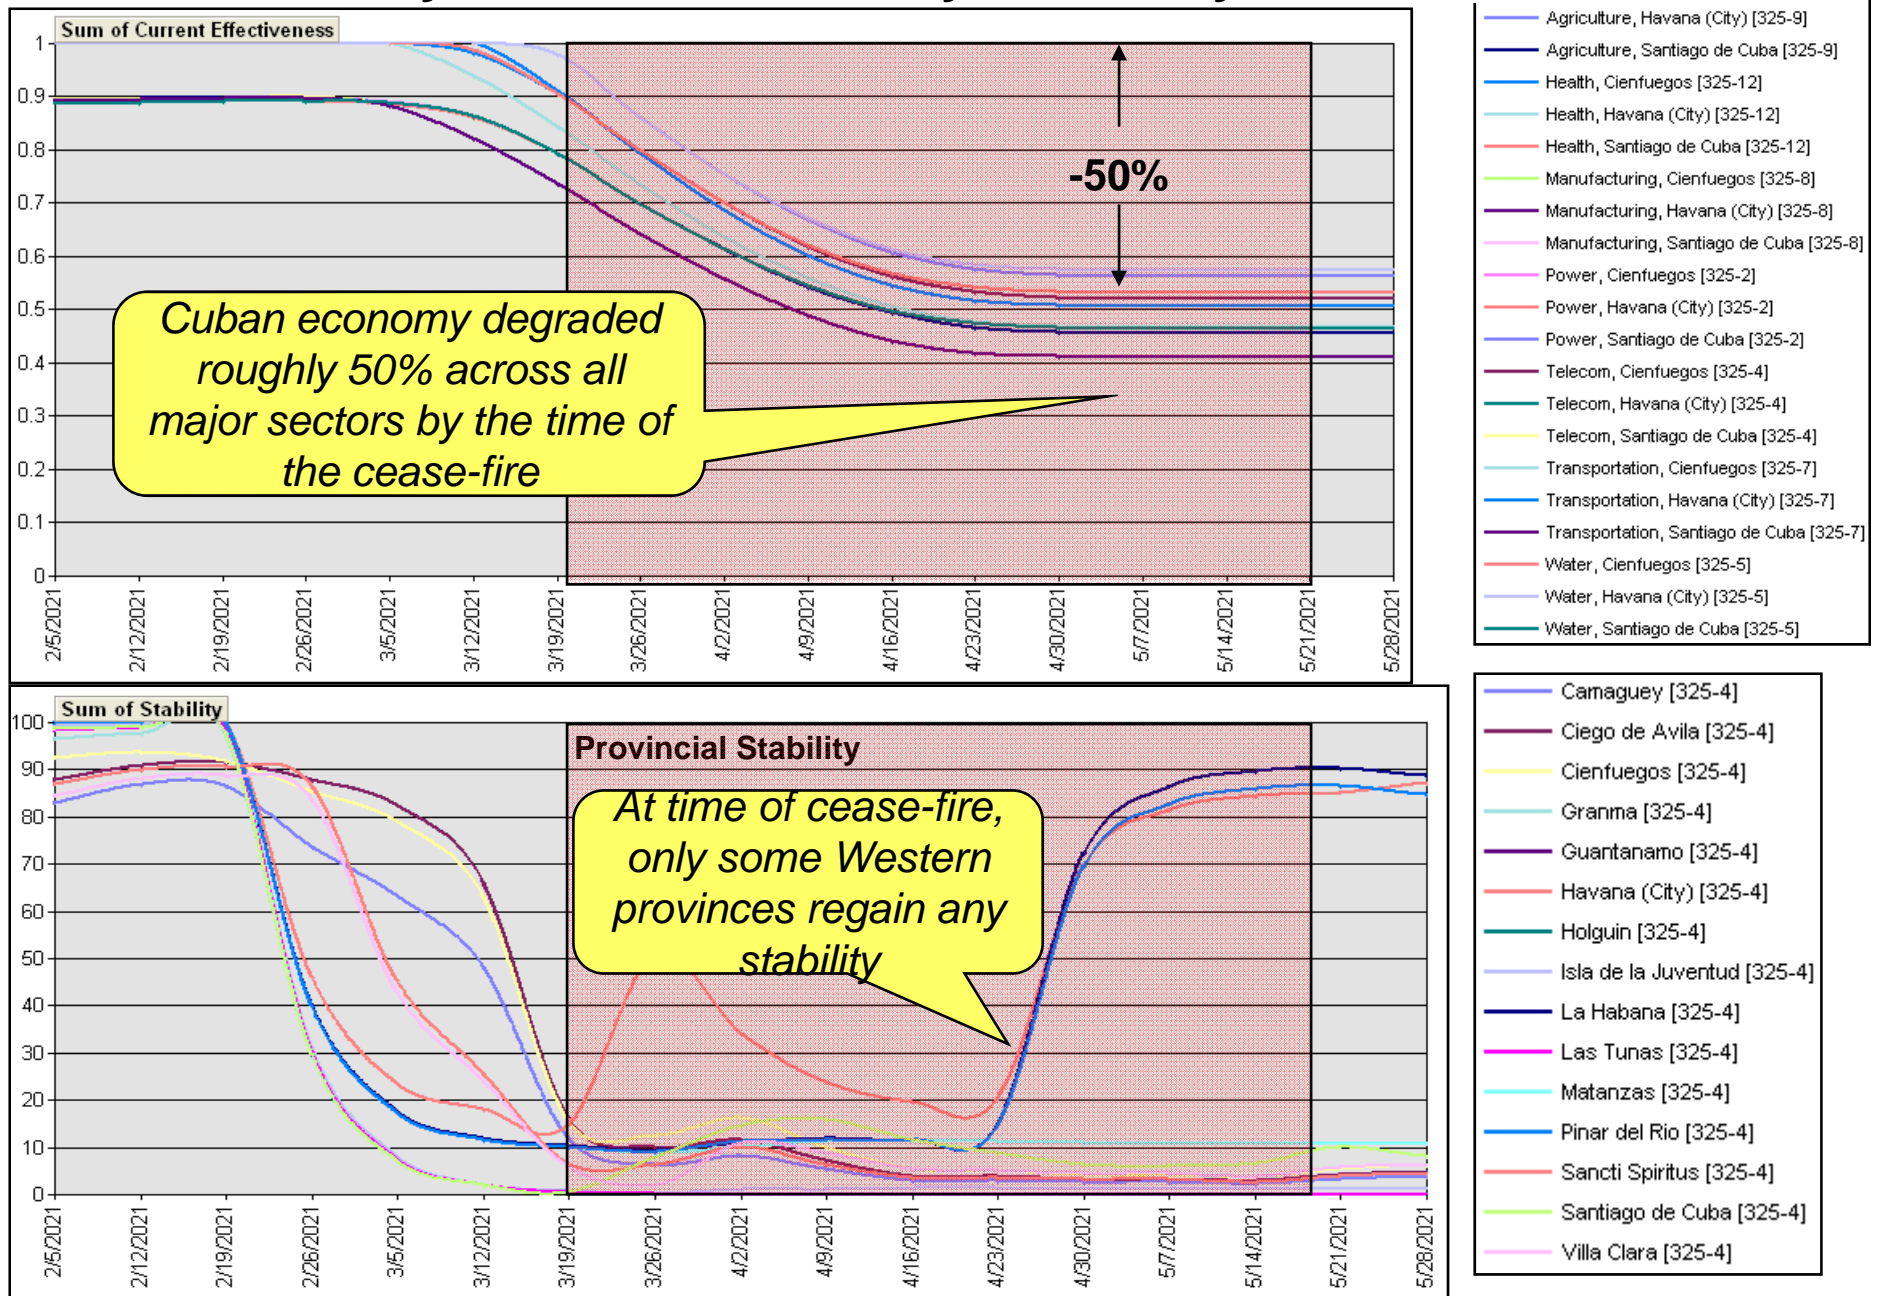 Sum of Current Effectiveness
1
0.9
0.8
0.7
0.6
0.5
0.4
0.3
0.2
0.1
0
-50%
Cuban economy degraded
roughly 50% across all
major sectors by the time of
the cease-fire
2/5/2021
2/12/2021
2/19/2021
2/26/2021
3/5/2021
3/12/2021
3/19/2021
3/26/2021
4/2/2021
4/9/2021
4/16/2021
4/23/2021
4/30/2021
5/7/2021
5/14/2021
5/21/2021
5/28/2021
Agriculture, Havana (City) [325-9]
Agriculture, Santiago de Cuba [325-9]
Health, Cienfuegos [325-12]
Health, Havana (City) [325-12]
Health, Santiago de Cuba [325-12]
Manufacturing, Cienfuegos [325-8]
Manufacturing, Havana (City) [325-8]
Manufacturing, Santiago de Cuba [325-8]
Power, Cienfuegos [325-2]
Power, Havana (City) [325-2]
Power, Santiago de Cuba [325-2]
Telecom, Cienfuegos [325-4]
Telecom, Havana (City) [325-4]
Telecom, Santiago de Cuba [325-4]
Transportation, Cienfuegos [325-7]
Transportation, Havana (City) [325-7]
Transportation, Santiago de Cuba [325-7]
Water, Cienfuegos [325-5]
Water, Havana (City) [325-5]
Water, Santiago de Cuba [325-5]
Sum of Stability
100
90
80
70
60
50
40
30
20
10
0
Provincial Stability
At time of cease-fire,
only some Western
provinces regain any
stability
2/5/2021
2/12/2021
2/19/2021
2/26/2021
3/5/2021
3/12/2021
3/19/2021
3/26/2021
4/2/2021
4/9/2021
4/16/2021
4/23/2021
4/30/2021
5/7/2021
5/14/2021
5/21/2021
5/28/2021
Camaguey [325-4]
Ciego de Avila [325-4]
Cienfuegos [325-4]
Granma [325-4]
Guantanamo [325-4]
Havana (City) [325-4]
Holguin [325-4]
Isla de la Juventud [325-4]
La Habana [325-4]
Las Tunas [325-4]
Matanzas [325-4]
Pinar del Rio [325-4]
Sancti Spiritus [325-4]
Santiago de Cuba [325-4]
Villa Clara [325-4]